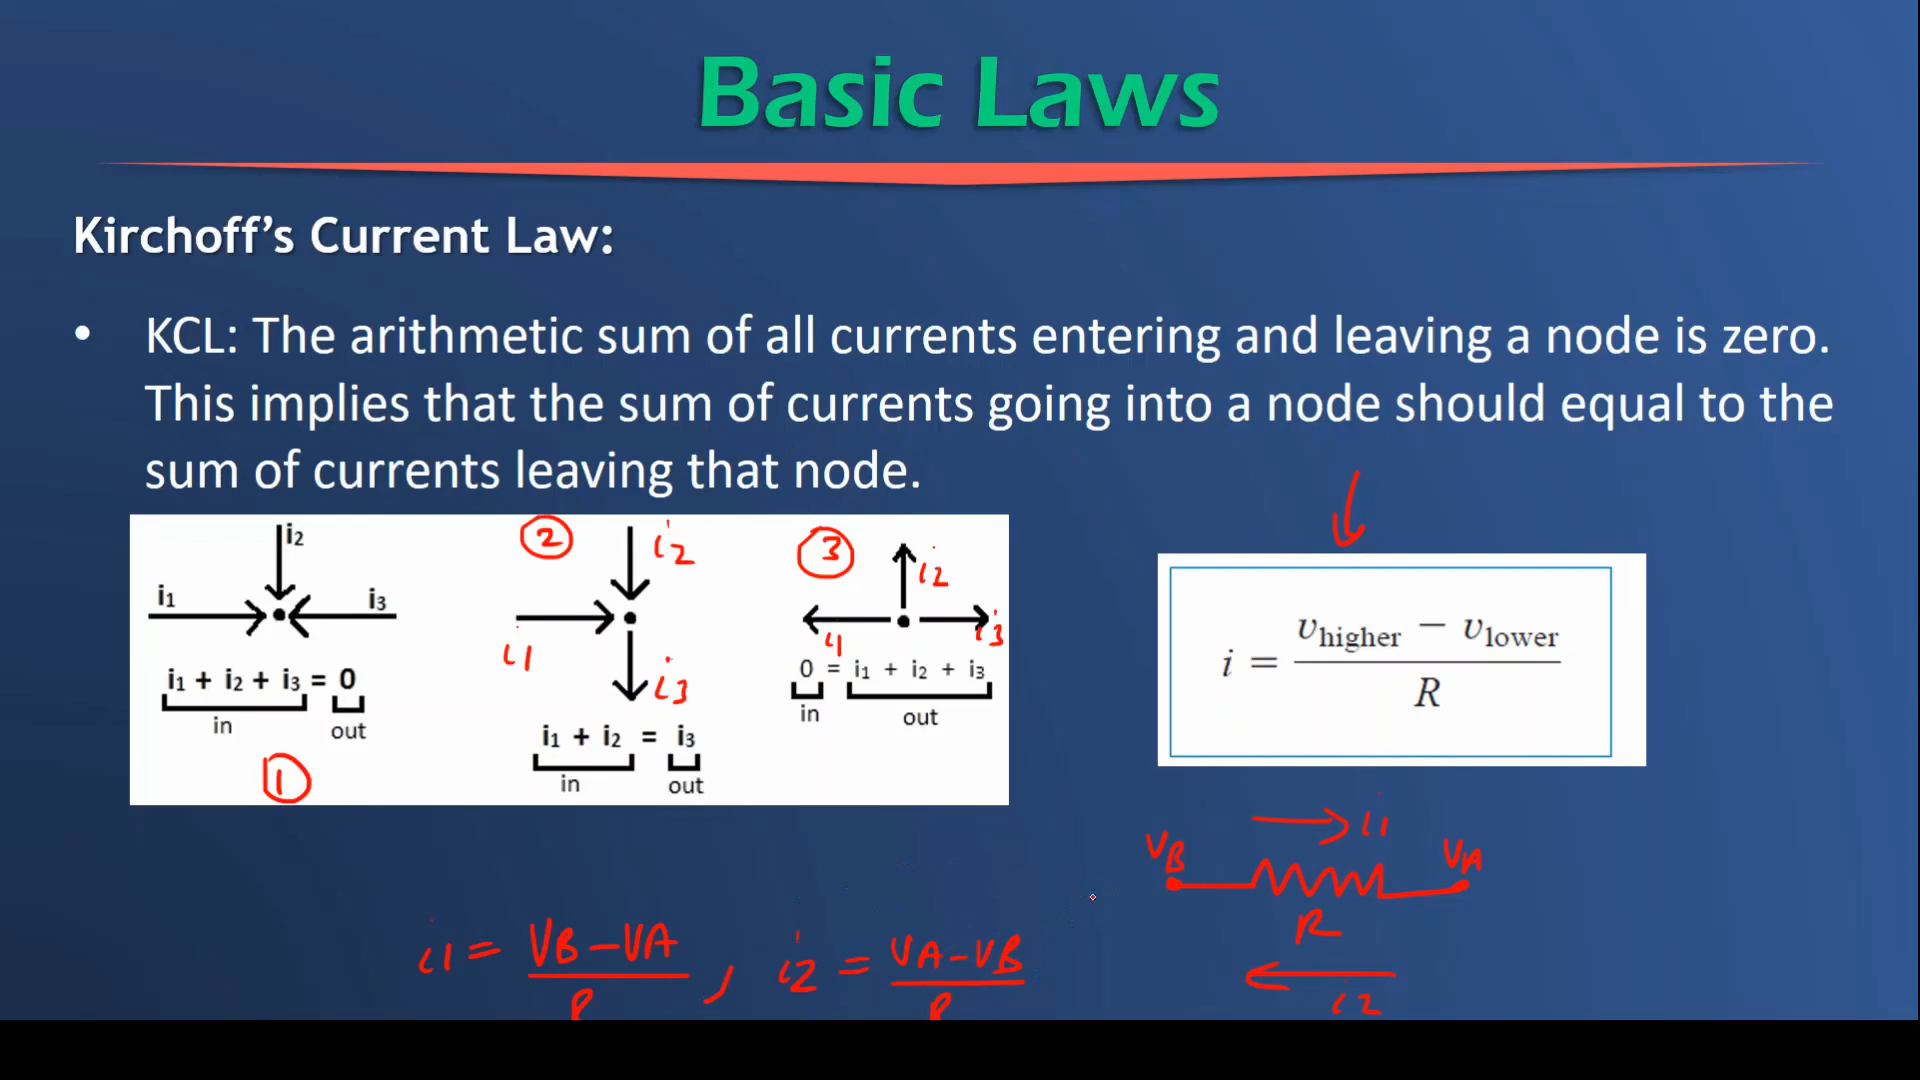 Basic Laws
Kirchoff's Current Law:
• KCL: The arithmetic sum of all currents entering and leaving a node is zero.
This implies that the sum of currents going into a node should equal to the
sum of currents leaving that node.
i₂
i₁
i₃
i₁ + i₂ + i₃ = 0
in
out
1
2
i2
i1
i3
i₁ + i₂ = i₃
in
out
3
i2
i1
i3
0 = i₁ + i₂ + i₃
in
out
i = (v_higher − v_lower) / R
i1
VB
VA
R
i2
i1 = (VB − VA) / R , i2 = (VA − VB) / R